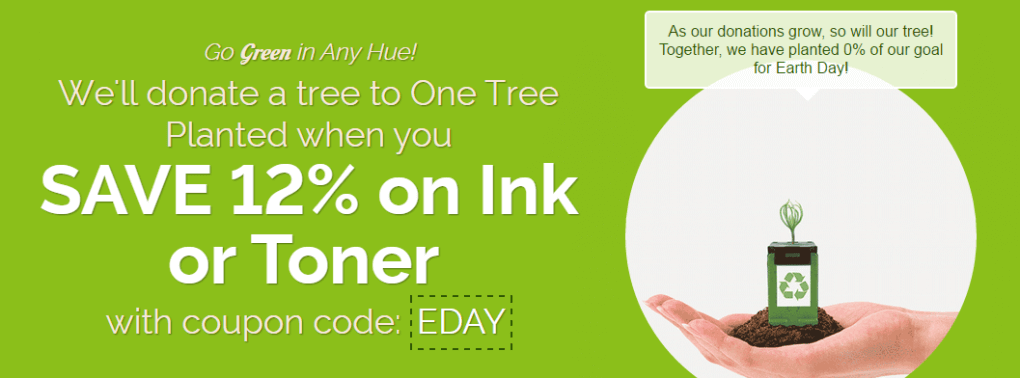 Go Green in Any Hue!
We'll donate a tree to One Tree
Planted when you
SAVE 12% on Ink
or Toner
with coupon code: EDAY
As our donations grow, so will our tree!
Together, we have planted 0% of our goal
for Earth Day!